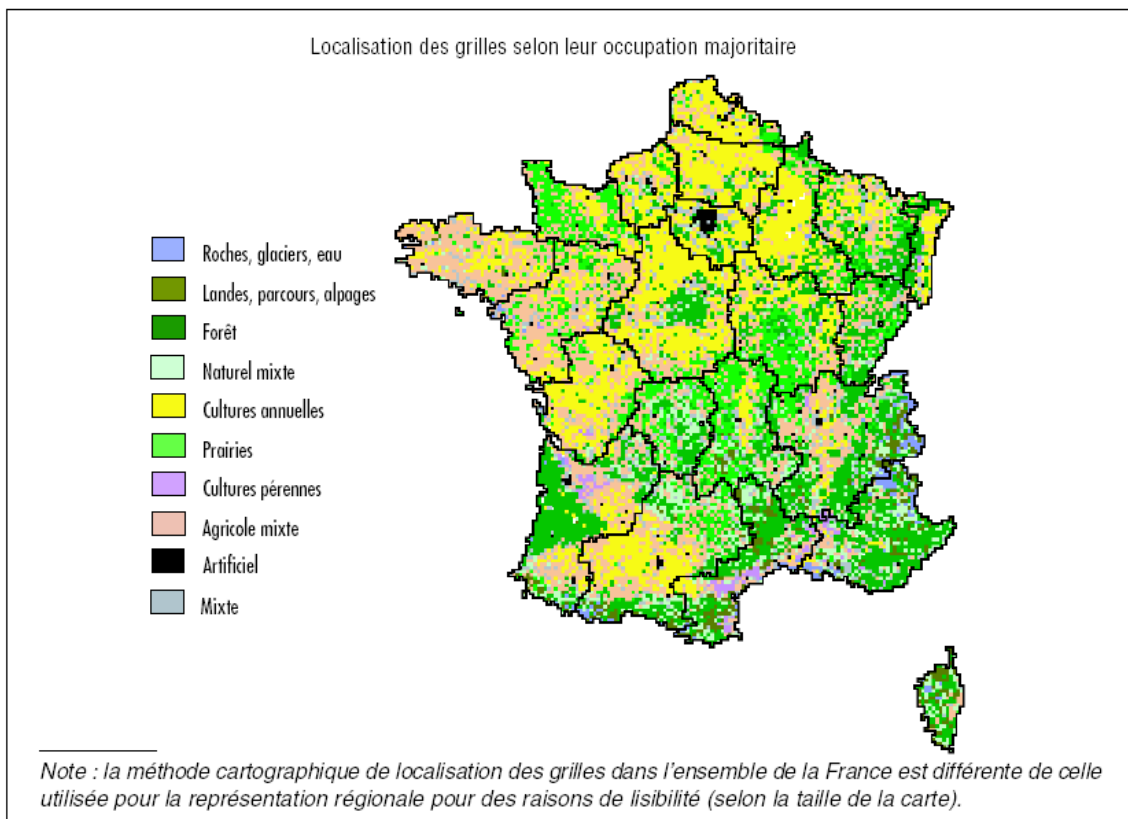 Localisation des grilles selon leur occupation majoritaire
Roches, glaciers, eau
Landes, parcours, alpages
Forêt
Naturel mixte
Cultures annuelles
Prairies
Cultures pérennes
Agricole mixte
Artificiel
Mixte
Note : la méthode cartographique de localisation des grilles dans l'ensemble de la France est différente de celle
utilisée pour la représentation régionale pour des raisons de lisibilité (selon la taille de la carte).